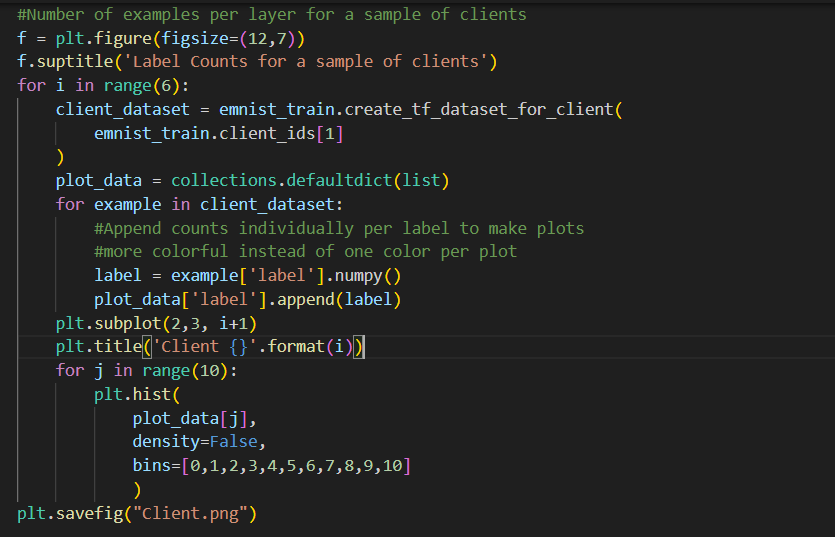 #Number of examples per layer for a sample of clients
f = plt.figure(figsize=(12,7))
f.suptitle('Label Counts for a sample of clients')
for i in range(6):
    client_dataset = emnist_train.create_tf_dataset_for_client(
        emnist_train.client_ids[1]
    )
    plot_data = collections.defaultdict(list)
    for example in client_dataset:
        #Append counts individually per label to make plots
        #more colorful instead of one color per plot
        label = example['label'].numpy()
        plot_data['label'].append(label)
    plt.subplot(2,3, i+1)
    plt.title('Client {}'.format(i))
    for j in range(10):
        plt.hist(
            plot_data[j],
            density=False,
            bins=[0,1,2,3,4,5,6,7,8,9,10]
            )
plt.savefig("Client.png")